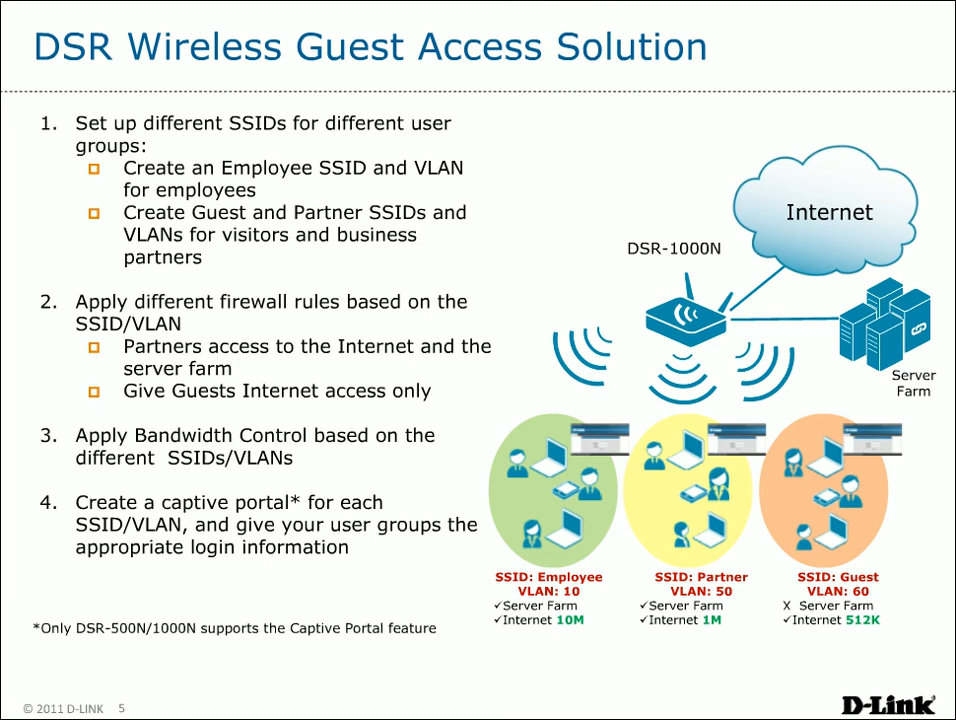 DSR Wireless Guest Access Solution
1. Set up different SSIDs for different user
groups:
Create an Employee SSID and VLAN
for employees
Create Guest and Partner SSIDs and
VLANs for visitors and business
partners
2. Apply different firewall rules based on the
SSID/VLAN
Partners access to the Internet and the
server farm
Give Guests Internet access only
3. Apply Bandwidth Control based on the
different SSIDs/VLANs
4. Create a captive portal* for each
SSID/VLAN, and give your user groups the
appropriate login information
*Only DSR-500N/1000N supports the Captive Portal feature
Internet
DSR-1000N
Server
Farm
SSID: Employee
VLAN: 10
✓Server Farm
✓Internet 10M
SSID: Partner
VLAN: 50
✓Server Farm
✓Internet 1M
SSID: Guest
VLAN: 60
X Server Farm
✓Internet 512K
© 2011 D-LINK 5
D-Link